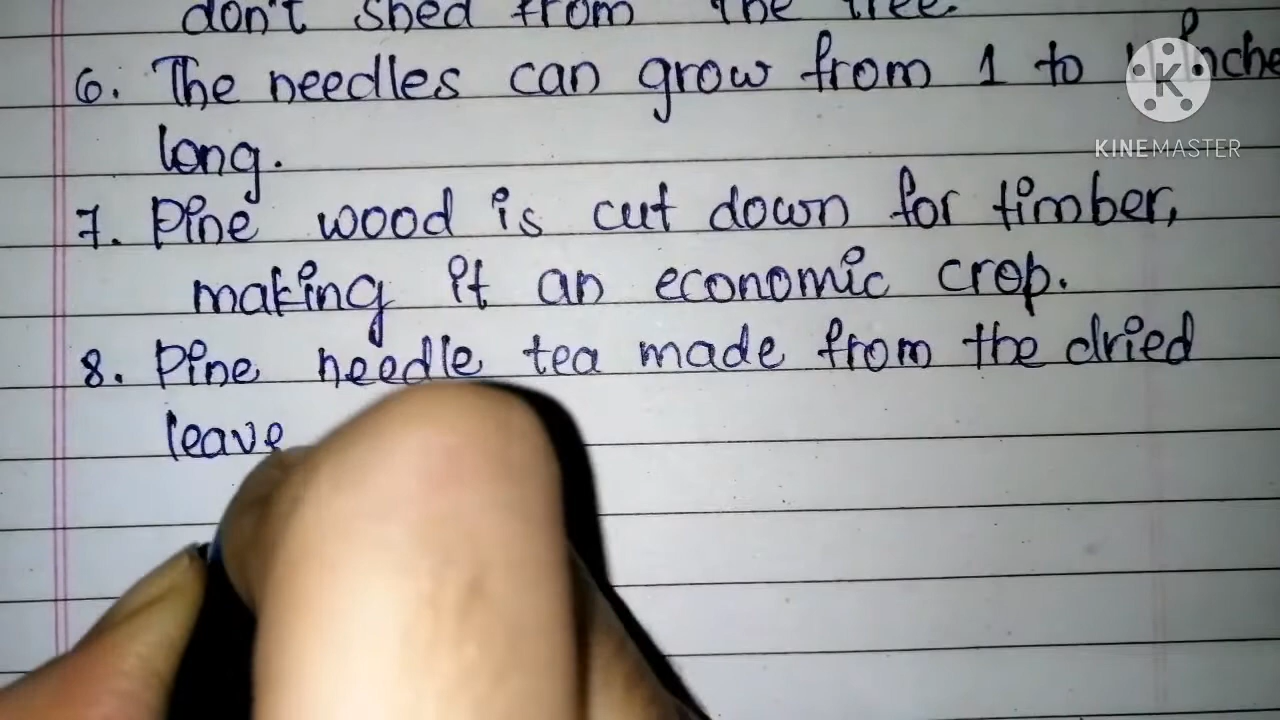 don't shed from the tree.
6. The needles can grow from 1 to inche
long.
7. Pine wood is cut down for timber,
making it an economic crop.
8. Pine needle tea made from the dried
leave
K
KINEMASTER